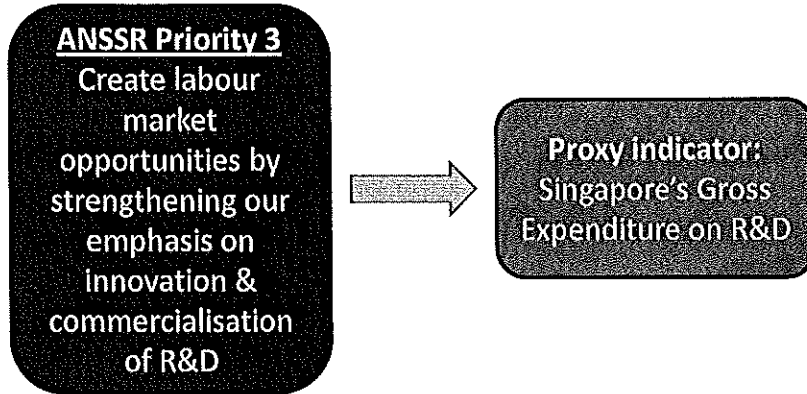 ANSSR Priority 3
Create labour
market
opportunities by
strengthening our
emphasis on
innovation &
commercialisation
of R&D
Proxy indicator:
Singapore's Gross
Expenditure on R&D